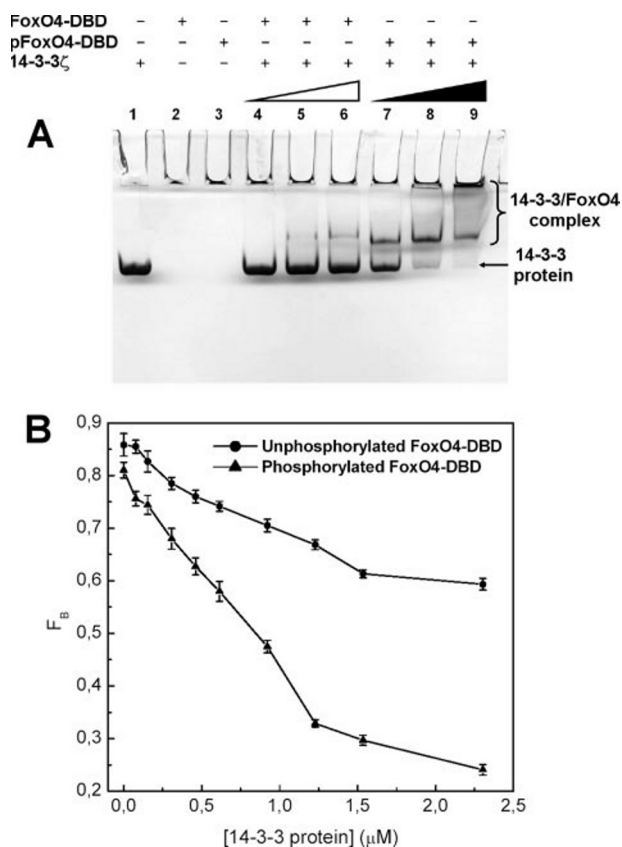 FoxO4-DBD – + – + + + – – –
pFoxO4-DBD – – + – – – + + +
14-3-3ζ + – – + + + + + +
1 2 3 4 5 6 7 8 9
A
14-3-3/FoxO4
complex
14-3-3
protein
B
Unphosphorylated FoxO4-DBD
Phosphorylated FoxO4-DBD
0,9
0,8
0,7
0,6
0,5
0,4
0,3
0,2
F_B
0,0 0,5 1,0 1,5 2,0 2,5
[14-3-3 protein] (μM)